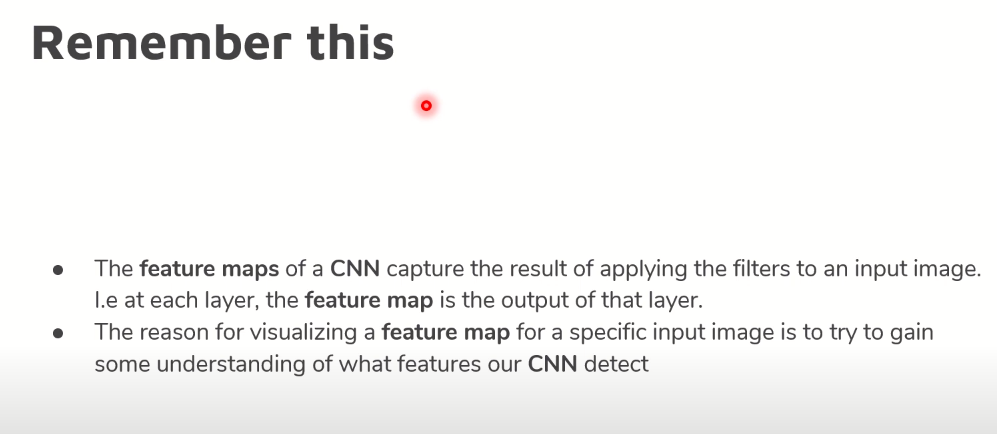 Remember this
● The feature maps of a CNN capture the result of applying the filters to an input image.
I.e at each layer, the feature map is the output of that layer.
● The reason for visualizing a feature map for a specific input image is to try to gain
some understanding of what features our CNN detect